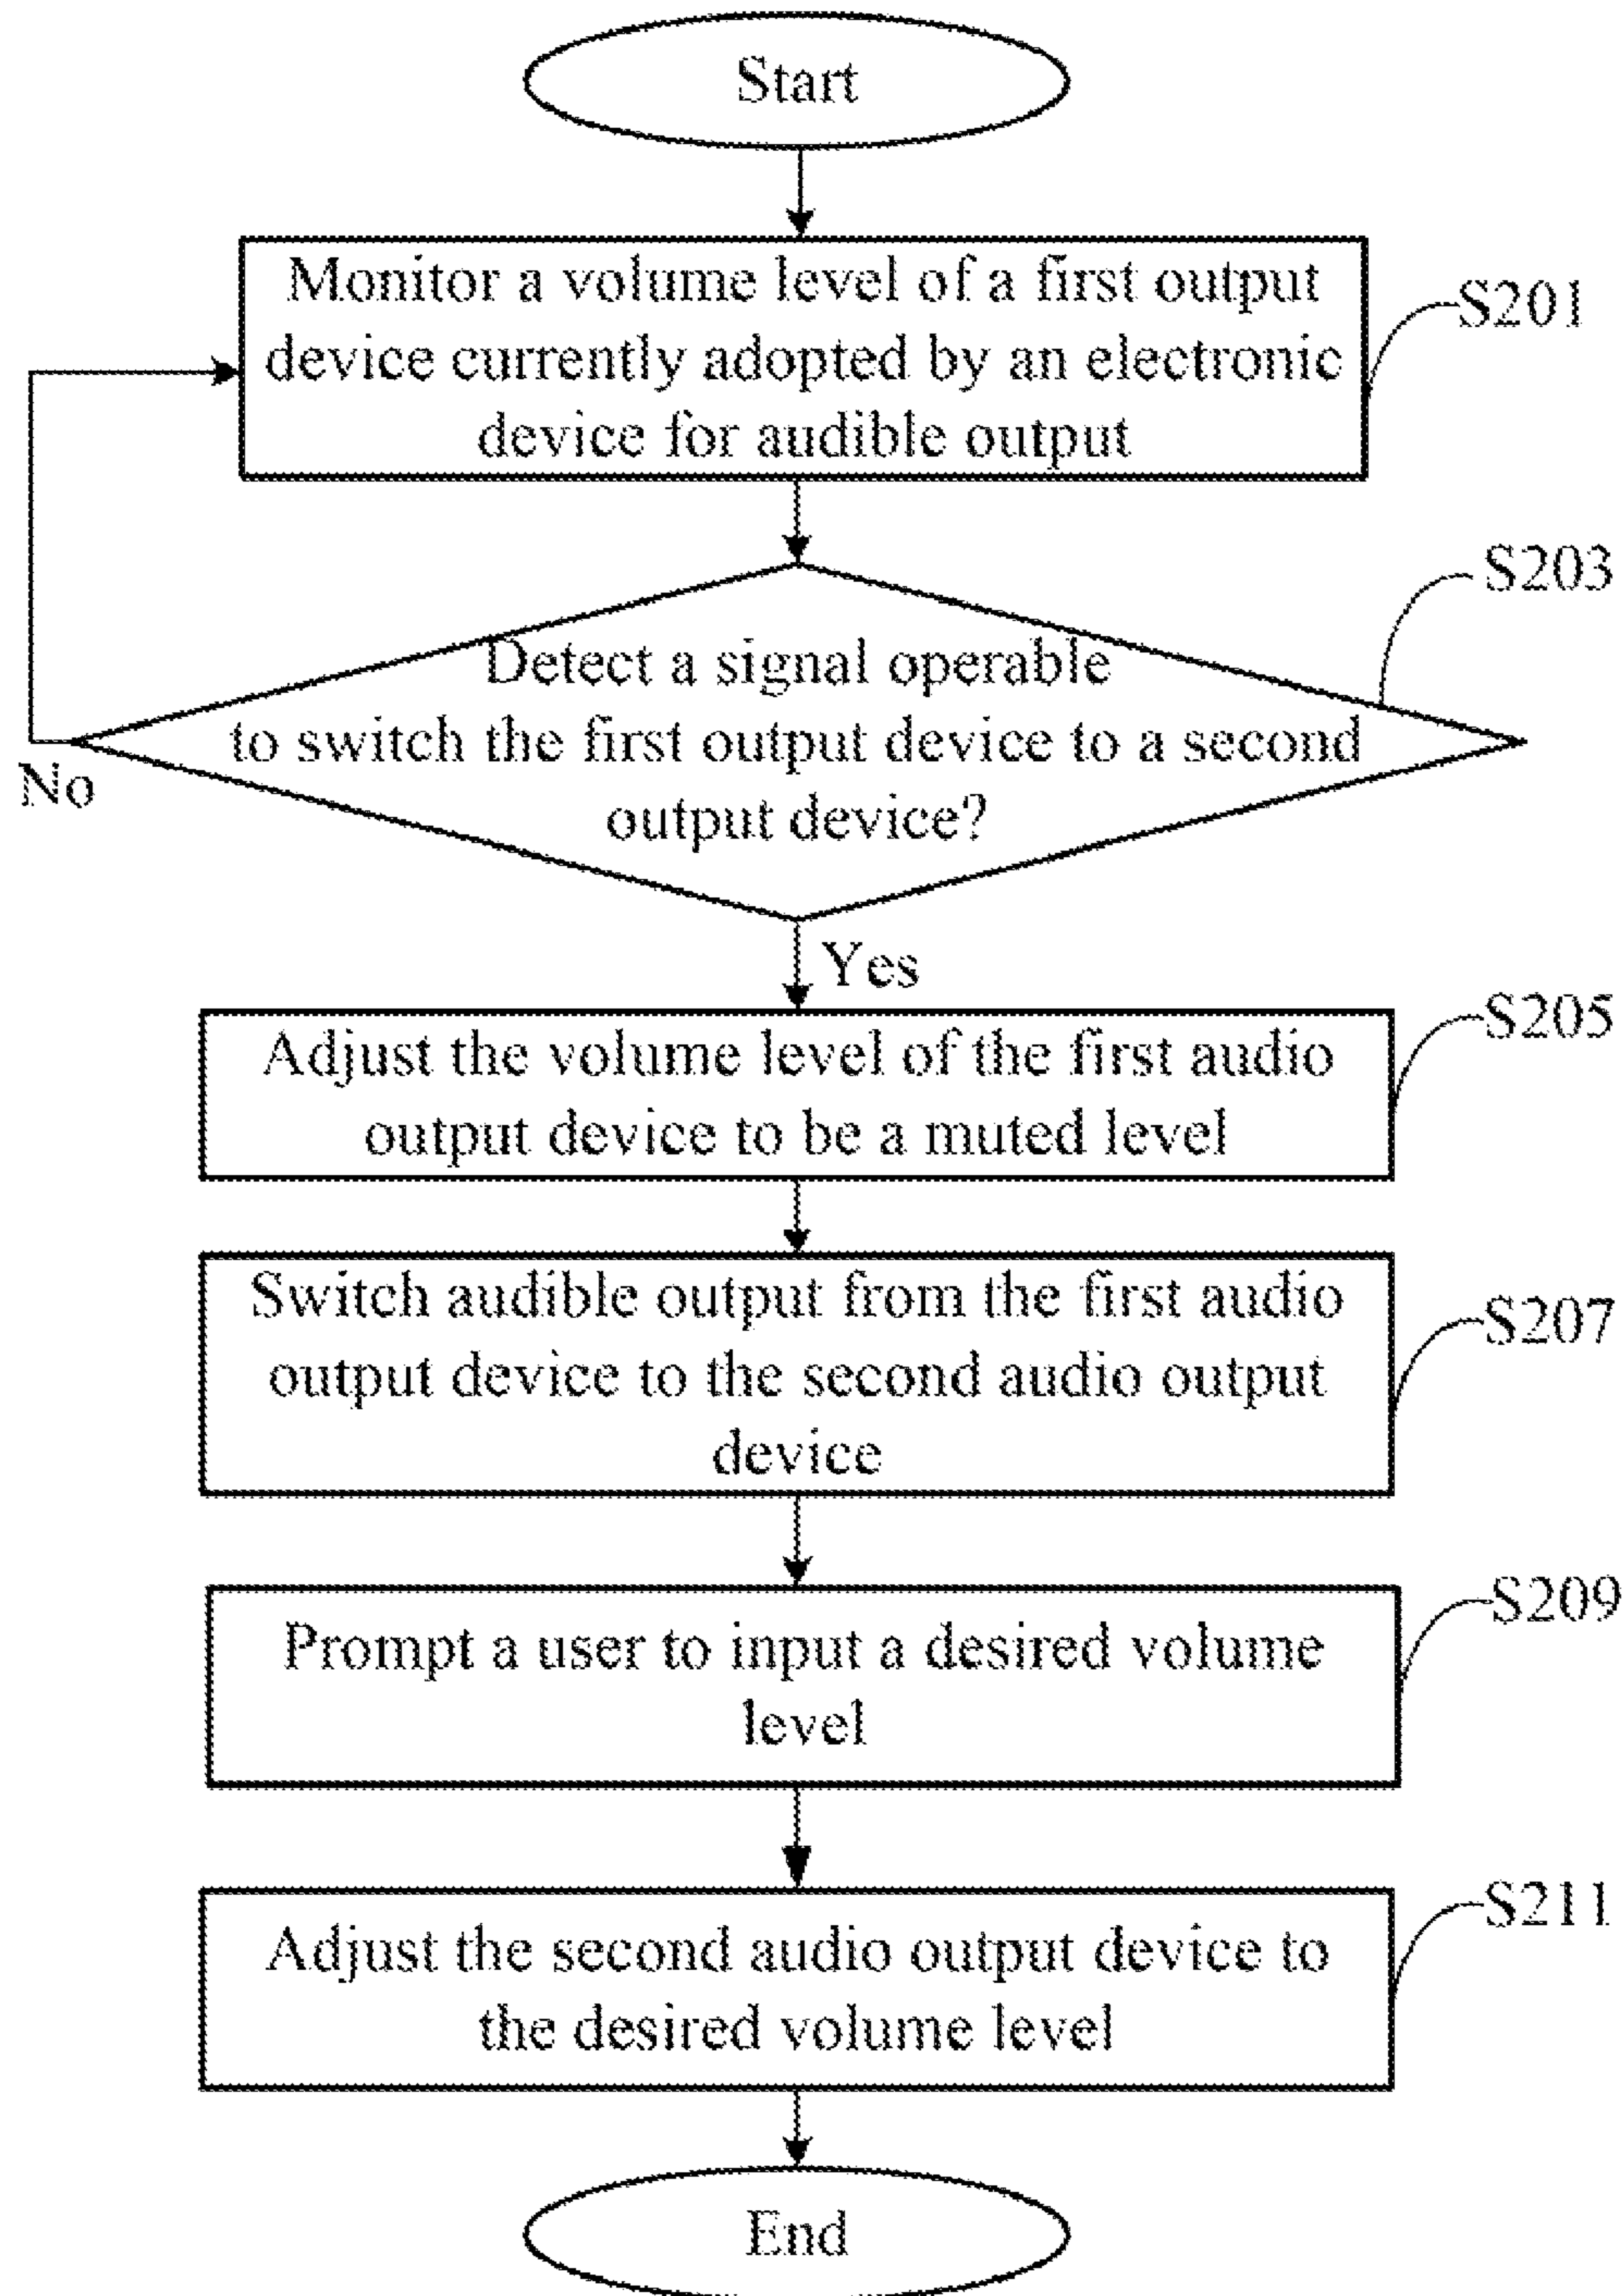 Start
Monitor a volume level of a first output
device currently adopted by an electronic
device for audible output
S201
Detect a signal operable
to switch the first output device to a second
output device?
S203
No
Yes
Adjust the volume level of the first audio
output device to be a muted level
S205
Switch audible output from the first audio
output device to the second audio output
device
S207
Prompt a user to input a desired volume
level
S209
Adjust the second audio output device to
the desired volume level
S211
End